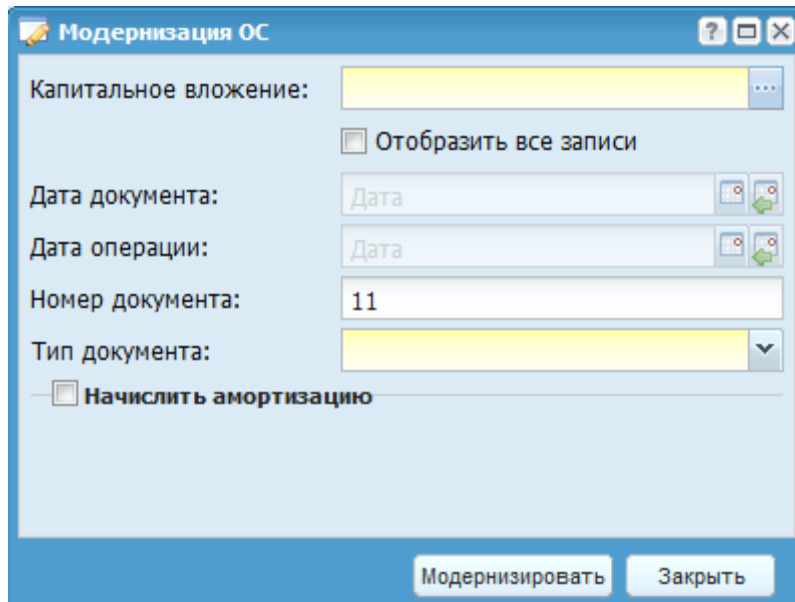 Модернизация ОС
Капитальное вложение:
Отобразить все записи
Дата документа: Дата
Дата операции: Дата
Номер документа: 11
Тип документа:
Начислить амортизацию
Модернизировать Закрыть